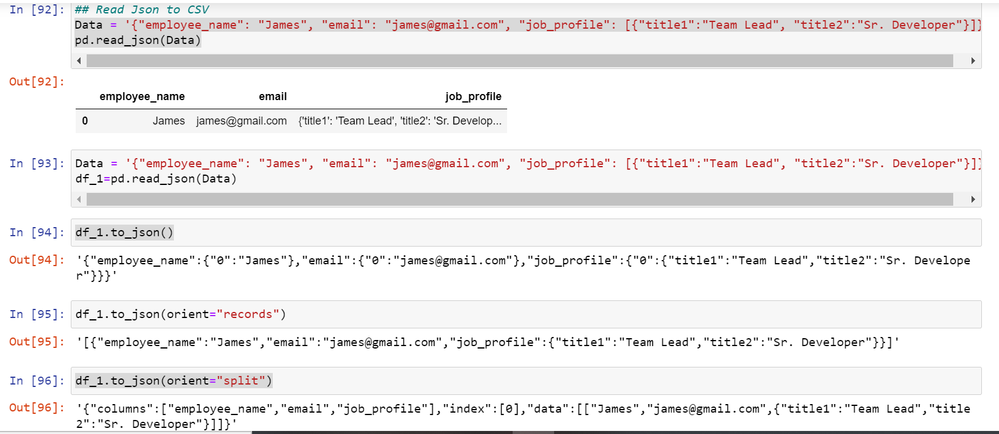 In [92]: ## Read Json to CSV
Data = '{"employee_name": "James", "email": "james@gmail.com", "job_profile": [{"title1":"Team Lead", "title2":"Sr. Developer"}]}
pd.read_json(Data)
Out[92]:
employee_name email job_profile
0 James james@gmail.com {'title1': 'Team Lead', 'title2': 'Sr. Develop...
In [93]: Data = '{"employee_name": "James", "email": "james@gmail.com", "job_profile": [{"title1":"Team Lead", "title2":"Sr. Developer"}]}
df_1=pd.read_json(Data)
In [94]: df_1.to_json()
Out[94]: '{"employee_name":{"0":"James"},"email":{"0":"james@gmail.com"},"job_profile":{"0":{"title1":"Team Lead","title2":"Sr. Develope
r"}}}'
In [95]: df_1.to_json(orient="records")
Out[95]: '[{"employee_name":"James","email":"james@gmail.com","job_profile":{"title1":"Team Lead","title2":"Sr. Developer"}}]'
In [96]: df_1.to_json(orient="split")
Out[96]: '{"columns":["employee_name","email","job_profile"],"index":[0],"data":[["James","james@gmail.com",{"title1":"Team Lead","title
2":"Sr. Developer"}]]}'